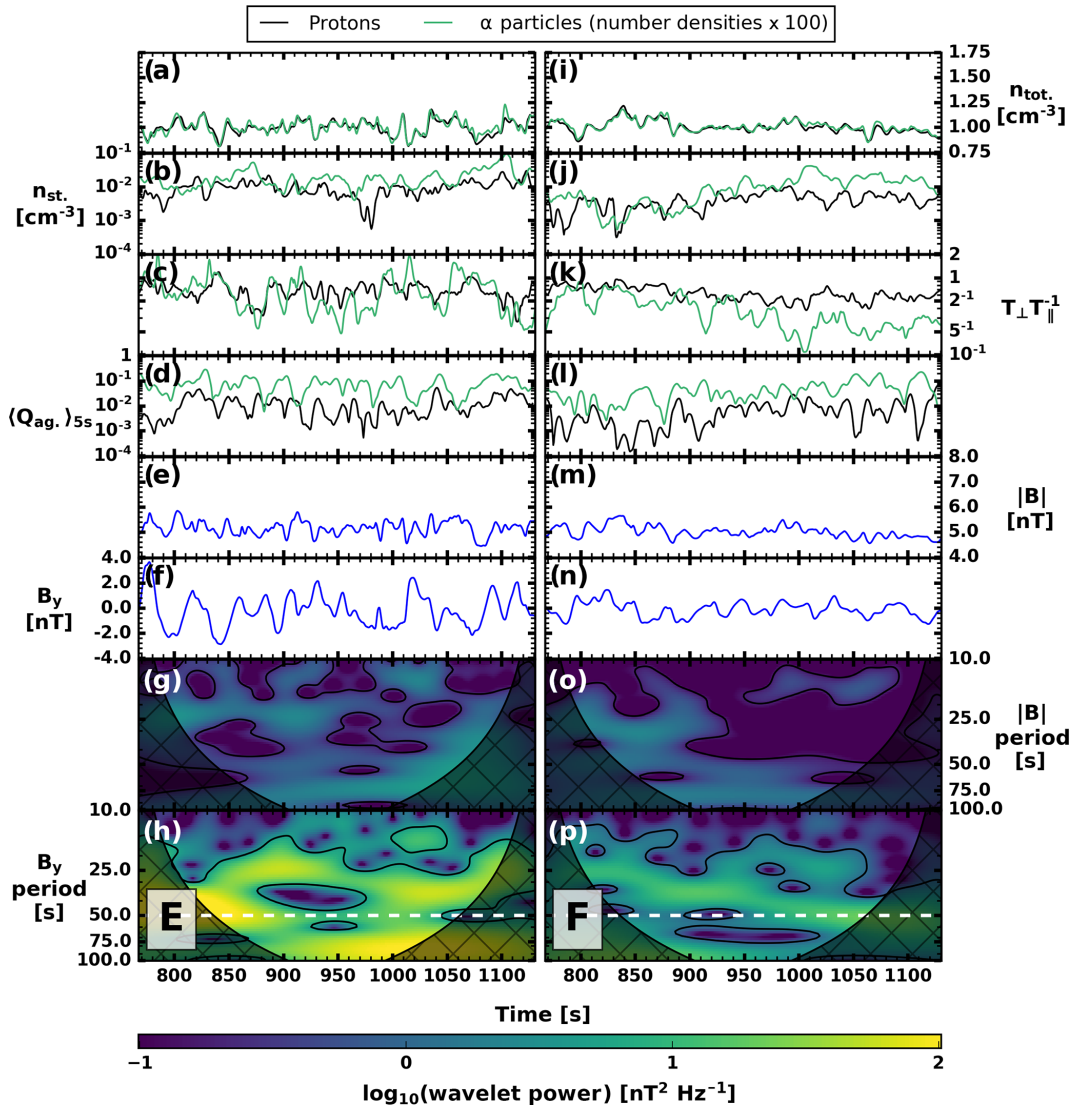 Protons α particles (number densities x 100)
(a) (i) 1.75
1.50
1.25
1.00
0.75
n_tot.
[cm⁻³]
10⁻¹
(b) (j)
n_st.
[cm⁻³]
10⁻²
10⁻³
10⁻⁴
(c) (k) 2
1
2⁻¹
5⁻¹
10⁻¹
T⊥T∥⁻¹
1
(d) (l)
⟨Q_ag.⟩5s
10⁻¹
10⁻²
10⁻³
10⁻⁴
(e) (m) 8.0
7.0
6.0
5.0
4.0
|B|
[nT]
4.0
(f) (n)
B_y
[nT]
2.0
0.0
-2.0
-4.0
(g) (o) 10.0
25.0
50.0
75.0
100.0
|B|
period
[s]
10.0
(h) (p)
B_y
period
[s]
25.0
50.0
75.0
100.0
E F
800 850 900 950 1000 1050 1100 800 850 900 950 1000 1050 1100
Time [s]
−1 0 1 2
log₁₀(wavelet power) [nT² Hz⁻¹]